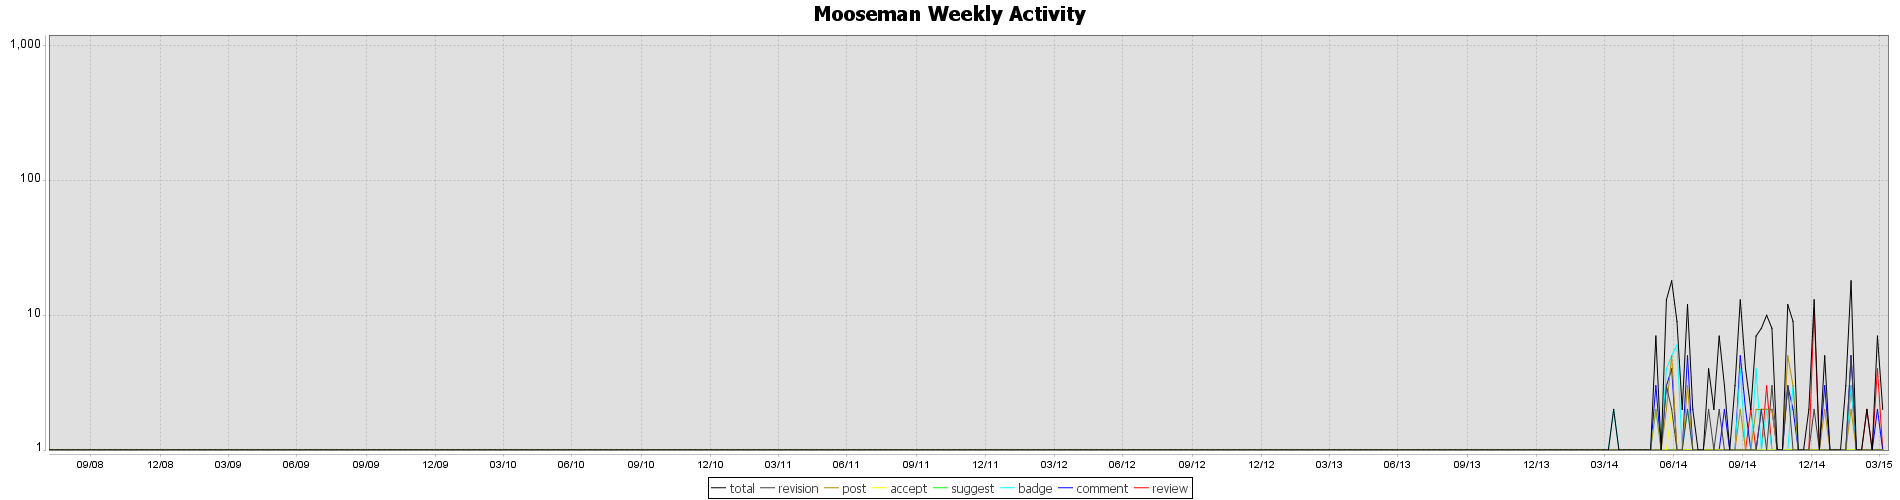 Mooseman Weekly Activity
1,000
100
10
1
09/08 12/08 03/09 06/09 09/09 12/09 03/10 06/10 09/10 12/10 03/11 06/11 09/11 12/11 03/12 06/12 09/12 12/12 03/13 06/13 09/13 12/13 03/14 06/14 09/14 12/14 03/15
total revision post accept suggest badge comment review